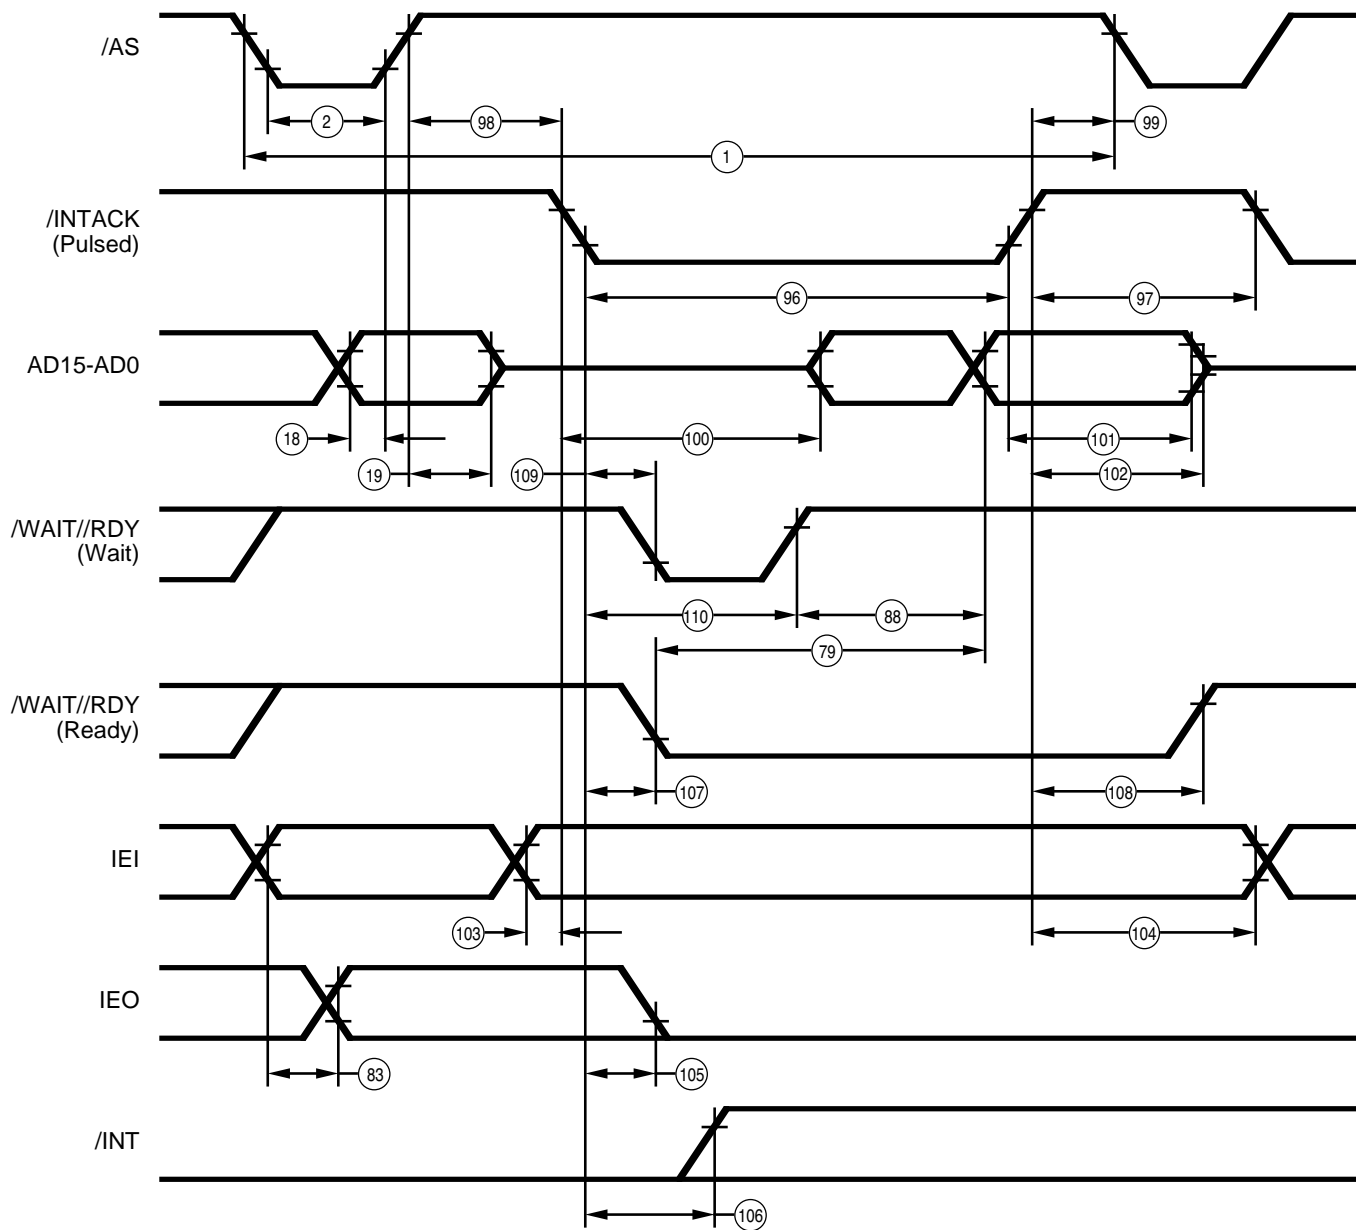 /AS
2
98
99
1
/INTACK
(Pulsed)
96
97
AD15-AD0
18
100
101
19
109
102
/WAIT//RDY
(Wait)
110
88
79
/WAIT//RDY
(Ready)
107
108
IEI
103
104
IEO
83
105
/INT
106